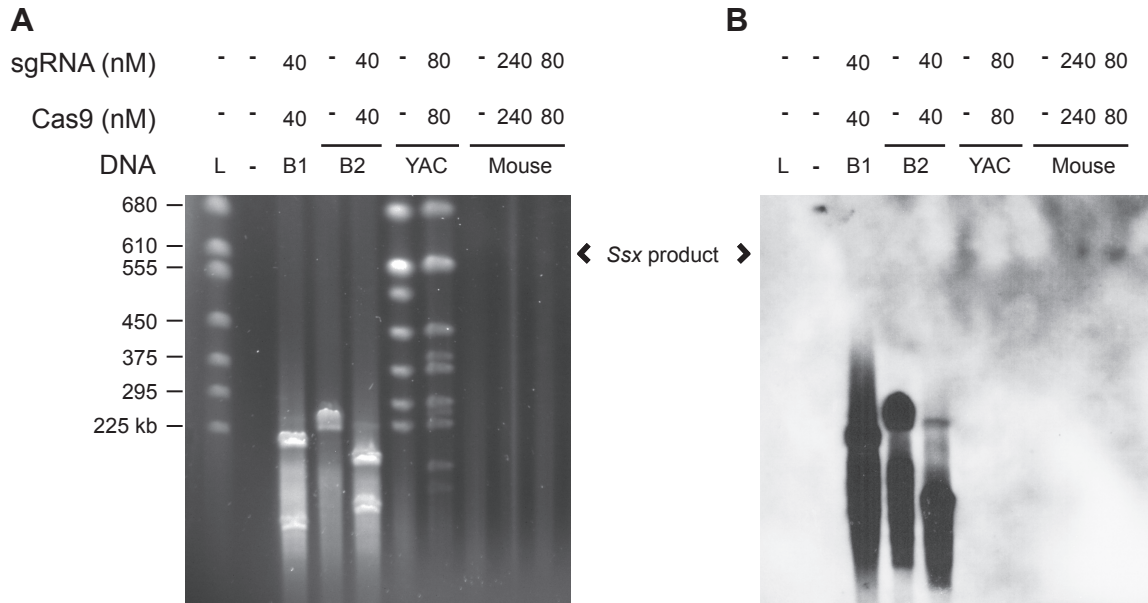 A
B
sgRNA (nM) - - 40 - 40 - 80 - 240 80
- - 40 - 40 - 80 - 240 80
Cas9 (nM) - - 40 - 40 - 80 - 240 80
- - 40 - 40 - 80 - 240 80
DNA L - B1 B2 YAC Mouse
L - B1 B2 YAC Mouse
680
610
555
450
375
295
225 kb
Ssx product